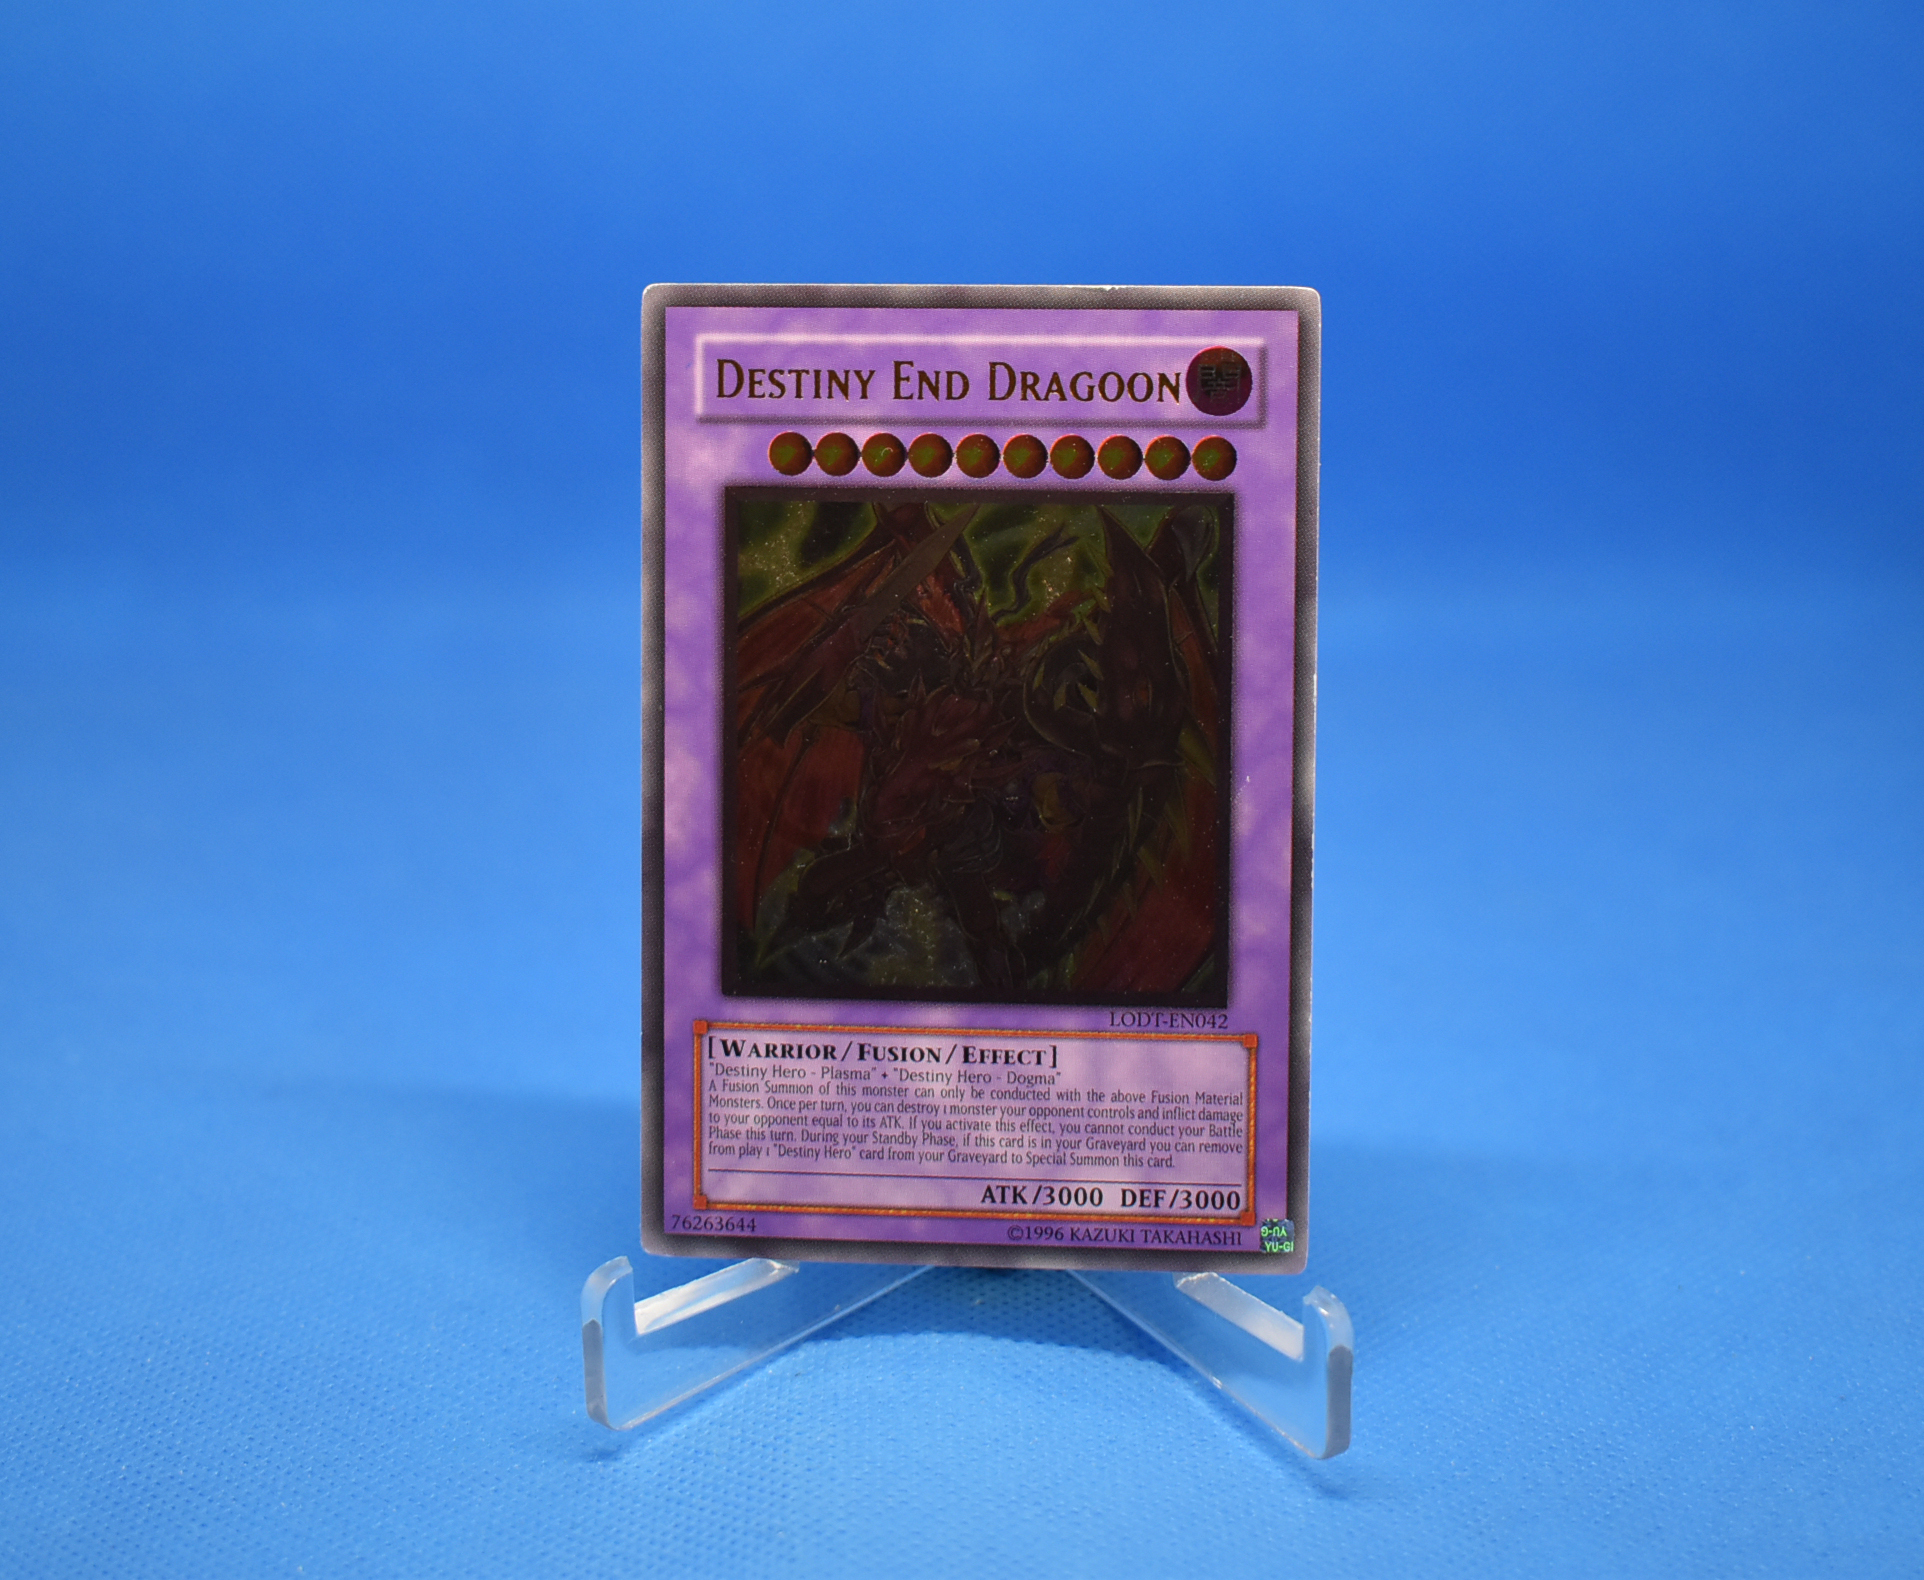 DESTINY END DRAGOON
LODT-EN042
[WARRIOR/FUSION/EFFECT]
"Destiny Hero - Plasma" + "Destiny Hero - Dogma"
A Fusion Summon of this monster can only be conducted with the above Fusion Material
Monsters. Once per turn, you can destroy 1 monster your opponent controls and inflict damage
to your opponent equal to its ATK. If you activate this effect, you cannot conduct your Battle
Phase this turn. During your Standby Phase, if this card is in your Graveyard you can remove
from play 1 "Destiny Hero" card from your Graveyard to Special Summon this card.
ATK/3000 DEF/3000
76263644
©1996 KAZUKI TAKAHASHI
YU-GI